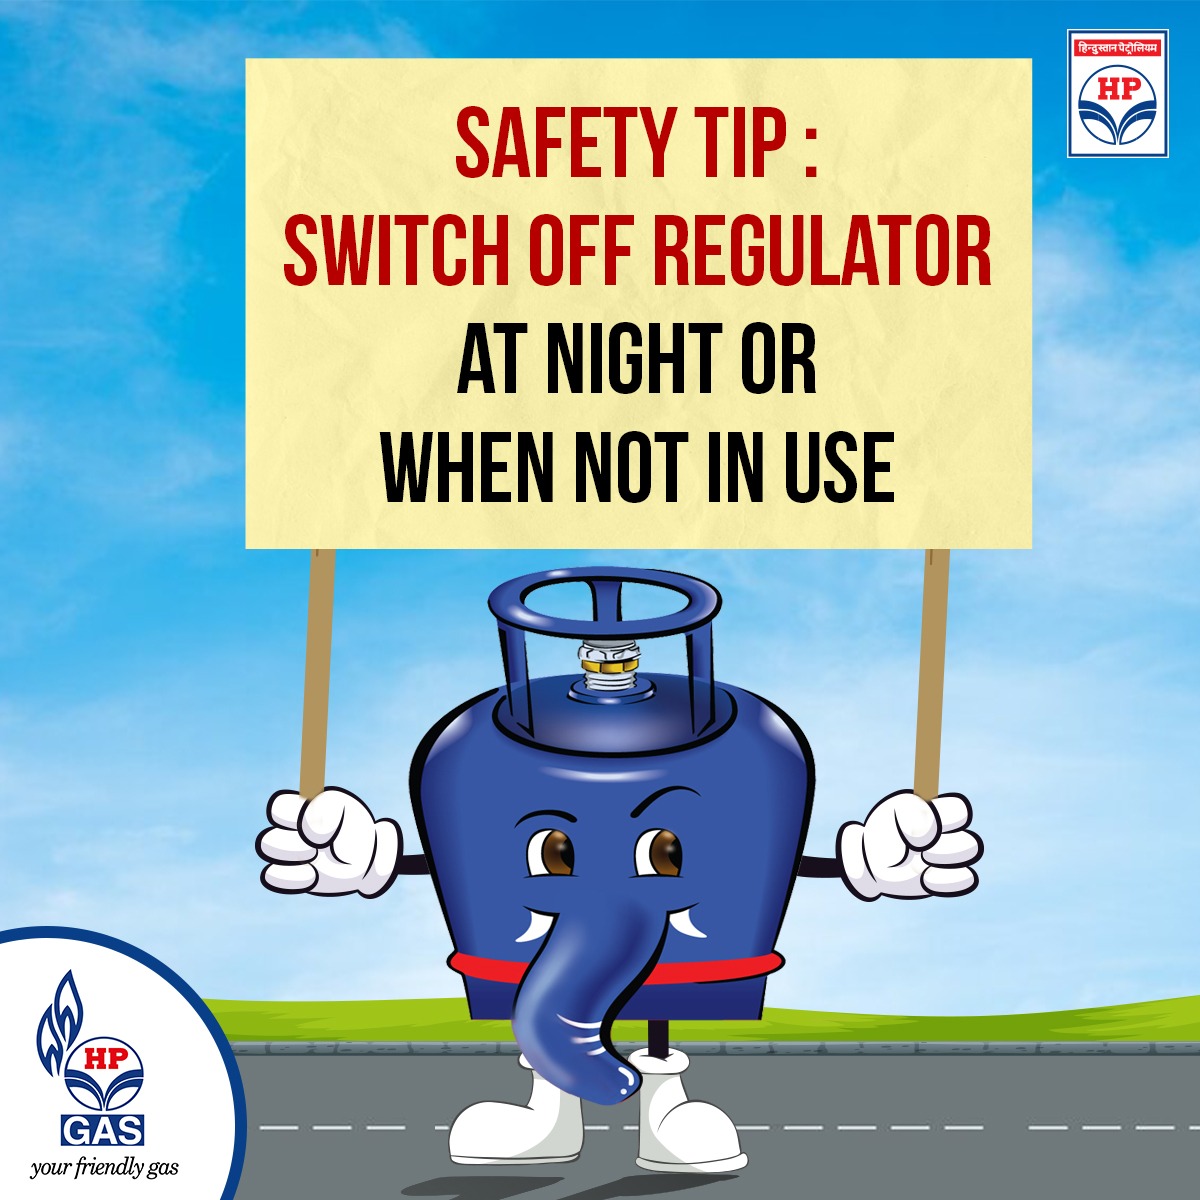 हिन्दुस्तान पेट्रोलियम
HP
SAFETY TIP :
SWITCH OFF REGULATOR
AT NIGHT OR
WHEN NOT IN USE
HP
GAS
your friendly gas